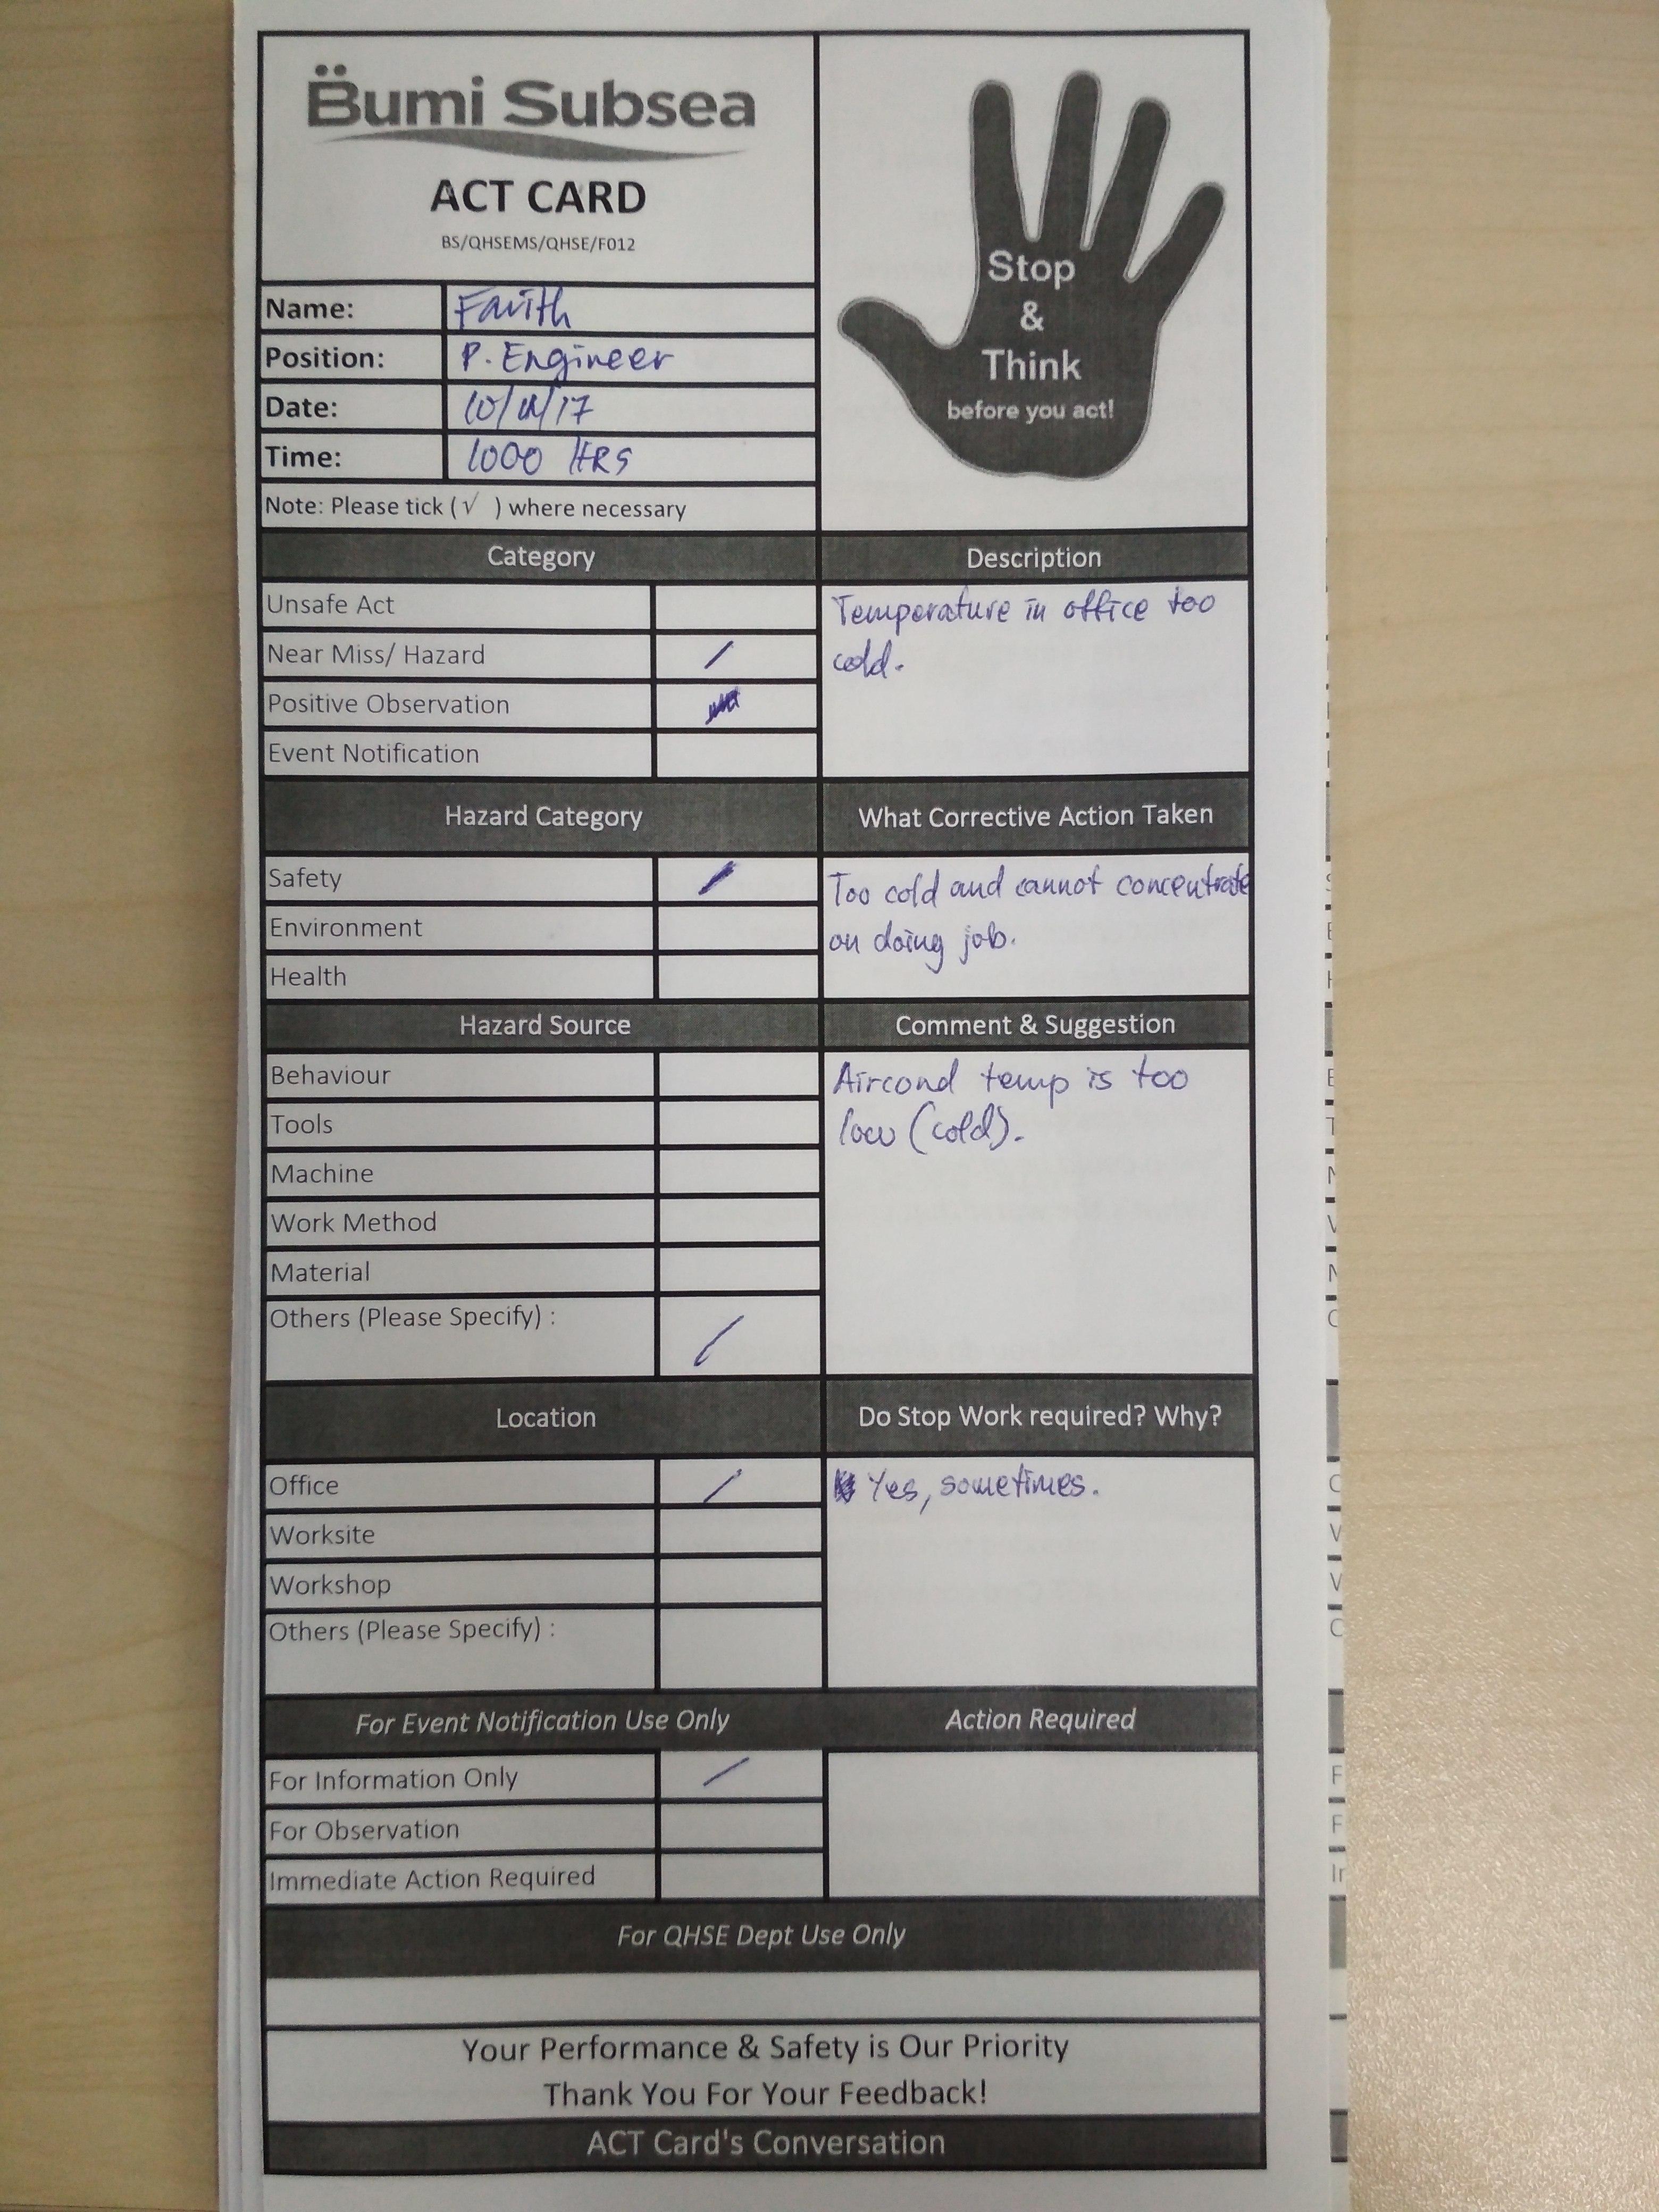 Bumi Subsea
ACT CARD
BS/QHSEMS/QHSE/F012
Stop
&
Think
before you act!
Name: Farith
Position: P. Engineer
Date:
Time: 1000 HRS
Note: Please tick (√ ) where necessary
Category
Description
Unsafe Act
Near Miss/ Hazard /
Positive Observation
Event Notification
Temperature in office too
cold.
Hazard Category
What Corrective Action Taken
Safety /
Environment
Health
Too cold and cannot concentrate
on doing job.
Hazard Source
Comment & Suggestion
Behaviour
Tools
Machine
Work Method
Material
Others (Please Specify) : /
Aircond temp is too
low (cold).
Location
Do Stop Work required? Why?
Office /
Worksite
Workshop
Others (Please Specify) :
Yes, sometimes.
For Event Notification Use Only
Action Required
For Information Only /
For Observation
Immediate Action Required
For QHSE Dept Use Only
Your Performance & Safety is Our Priority
Thank You For Your Feedback!
ACT Card's Conversation